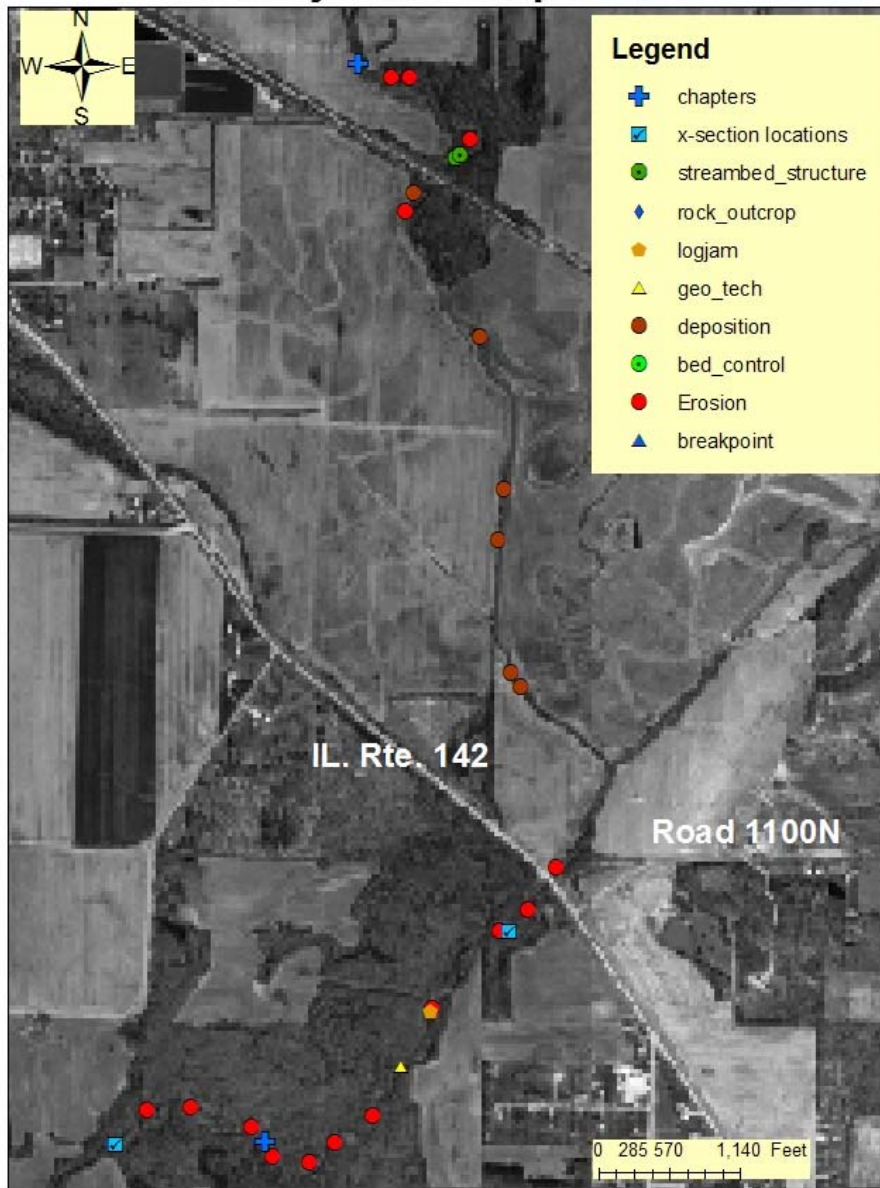 N
W E
S
Legend
chapters
x-section locations
streambed_structure
rock_outcrop
logjam
geo_tech
deposition
bed_control
Erosion
breakpoint
IL. Rte. 142
Road 1100N
0 285 570 1,140 Feet